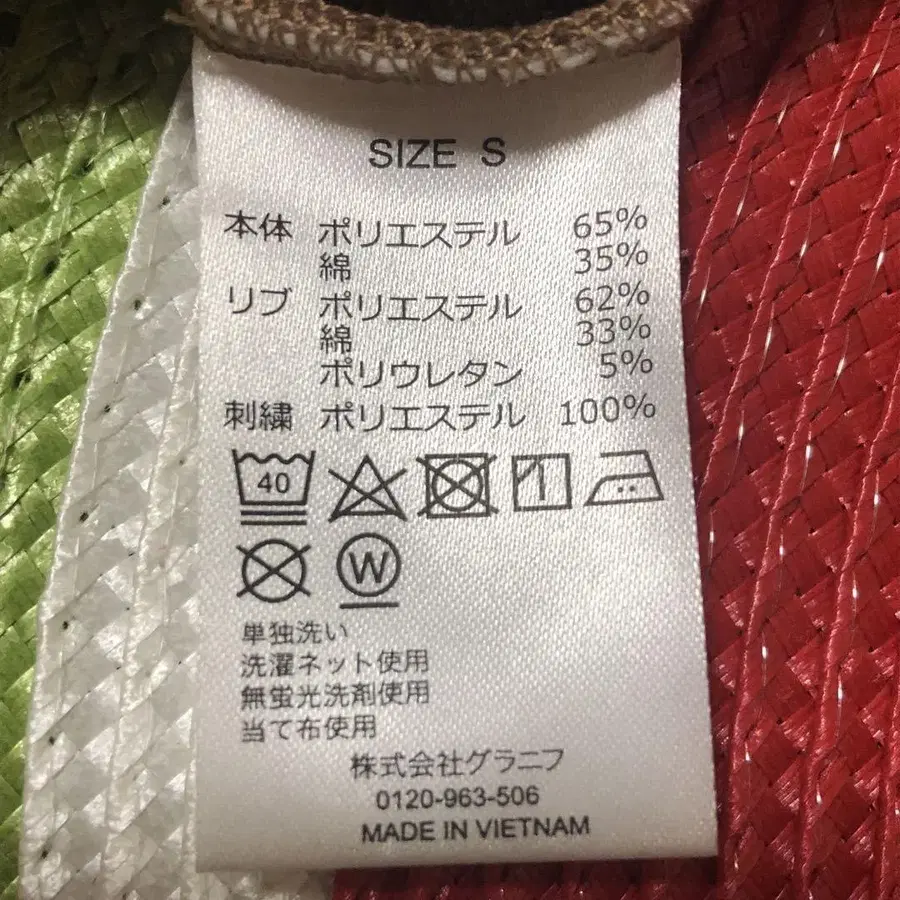 SIZE S
本体 ポリエステル 65%
綿 35%
リブ ポリエステル 62%
綿 33%
ポリウレタン 5%
刺繍 ポリエステル 100%
40
W
単独洗い
洗濯ネット使用
無蛍光洗剤使用
当て布使用
株式会社グラニフ
0120-963-506
MADE IN VIETNAM